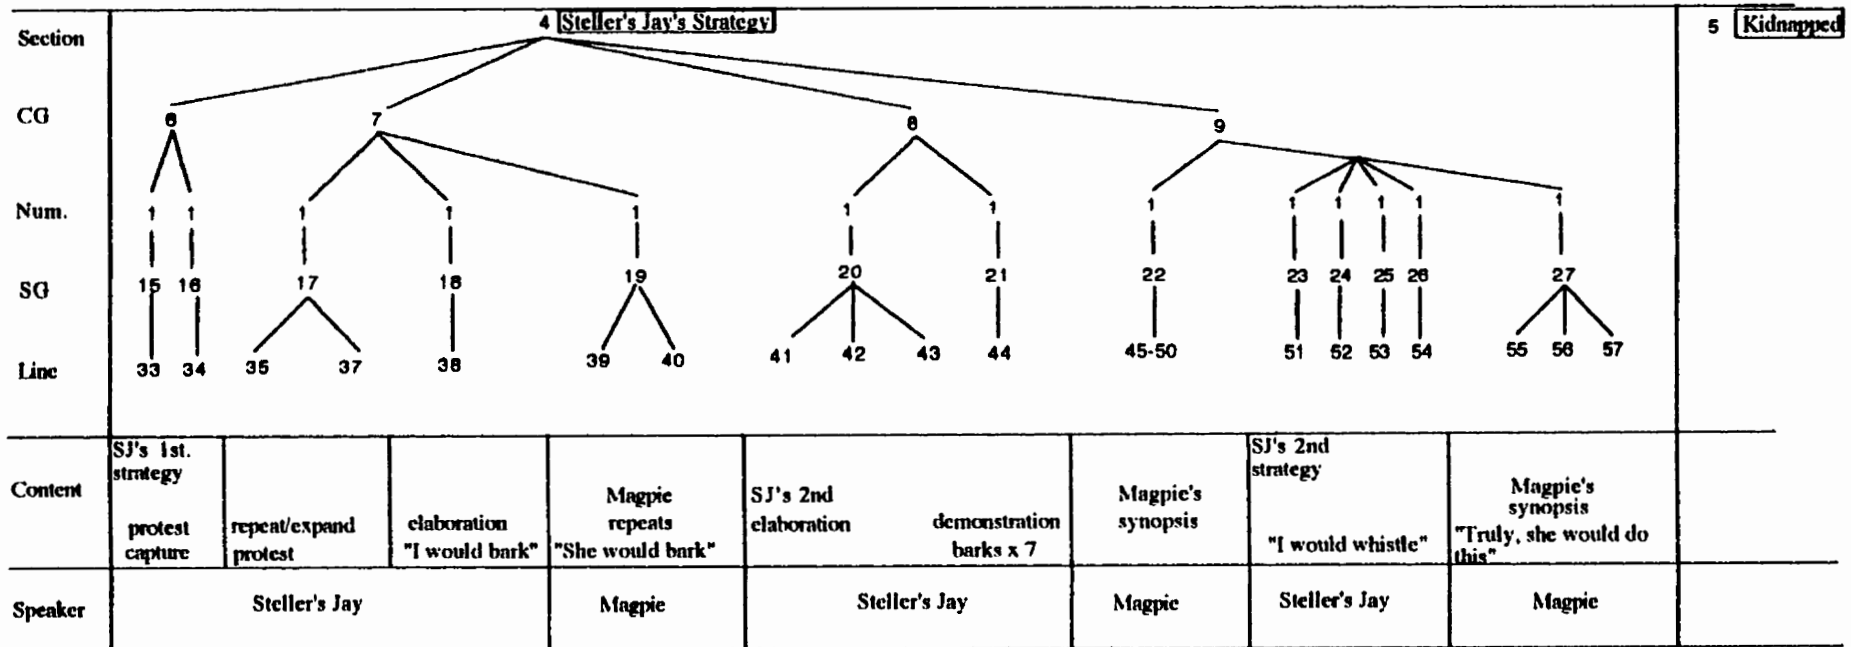 Section 4 Steller's Jay's Strategy 5 Kidnapped
CG 6 7 8 9
Num. 1 1 1 1 1 1 1 1 1 1 1 1 1
SG 15 16 17 18 19 20 21 22 23 24 25 26 27
Line 33 34 35 37 38 39 40 41 42 43 44 45-50 51 52 53 54 55 56 57
Content
SJ's 1st.
strategy
protest
capture
repeat/expand
protest
elaboration
"I would bark"
Magpie
repeats
"She would bark"
SJ's 2nd
elaboration
demonstration
barks x 7
Magpie's
synopsis
SJ's 2nd
strategy
"I would whistle"
Magpie's
synopsis
"Truly, she would do
this"
Speaker Steller's Jay Magpie Steller's Jay Magpie Steller's Jay Magpie